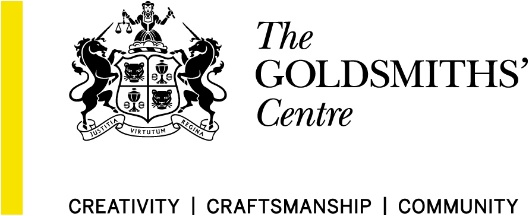 The
GOLDSMITHS'
Centre
JUSTITIA VIRTUTUM REGINA
CREATIVITY | CRAFTSMANSHIP | COMMUNITY